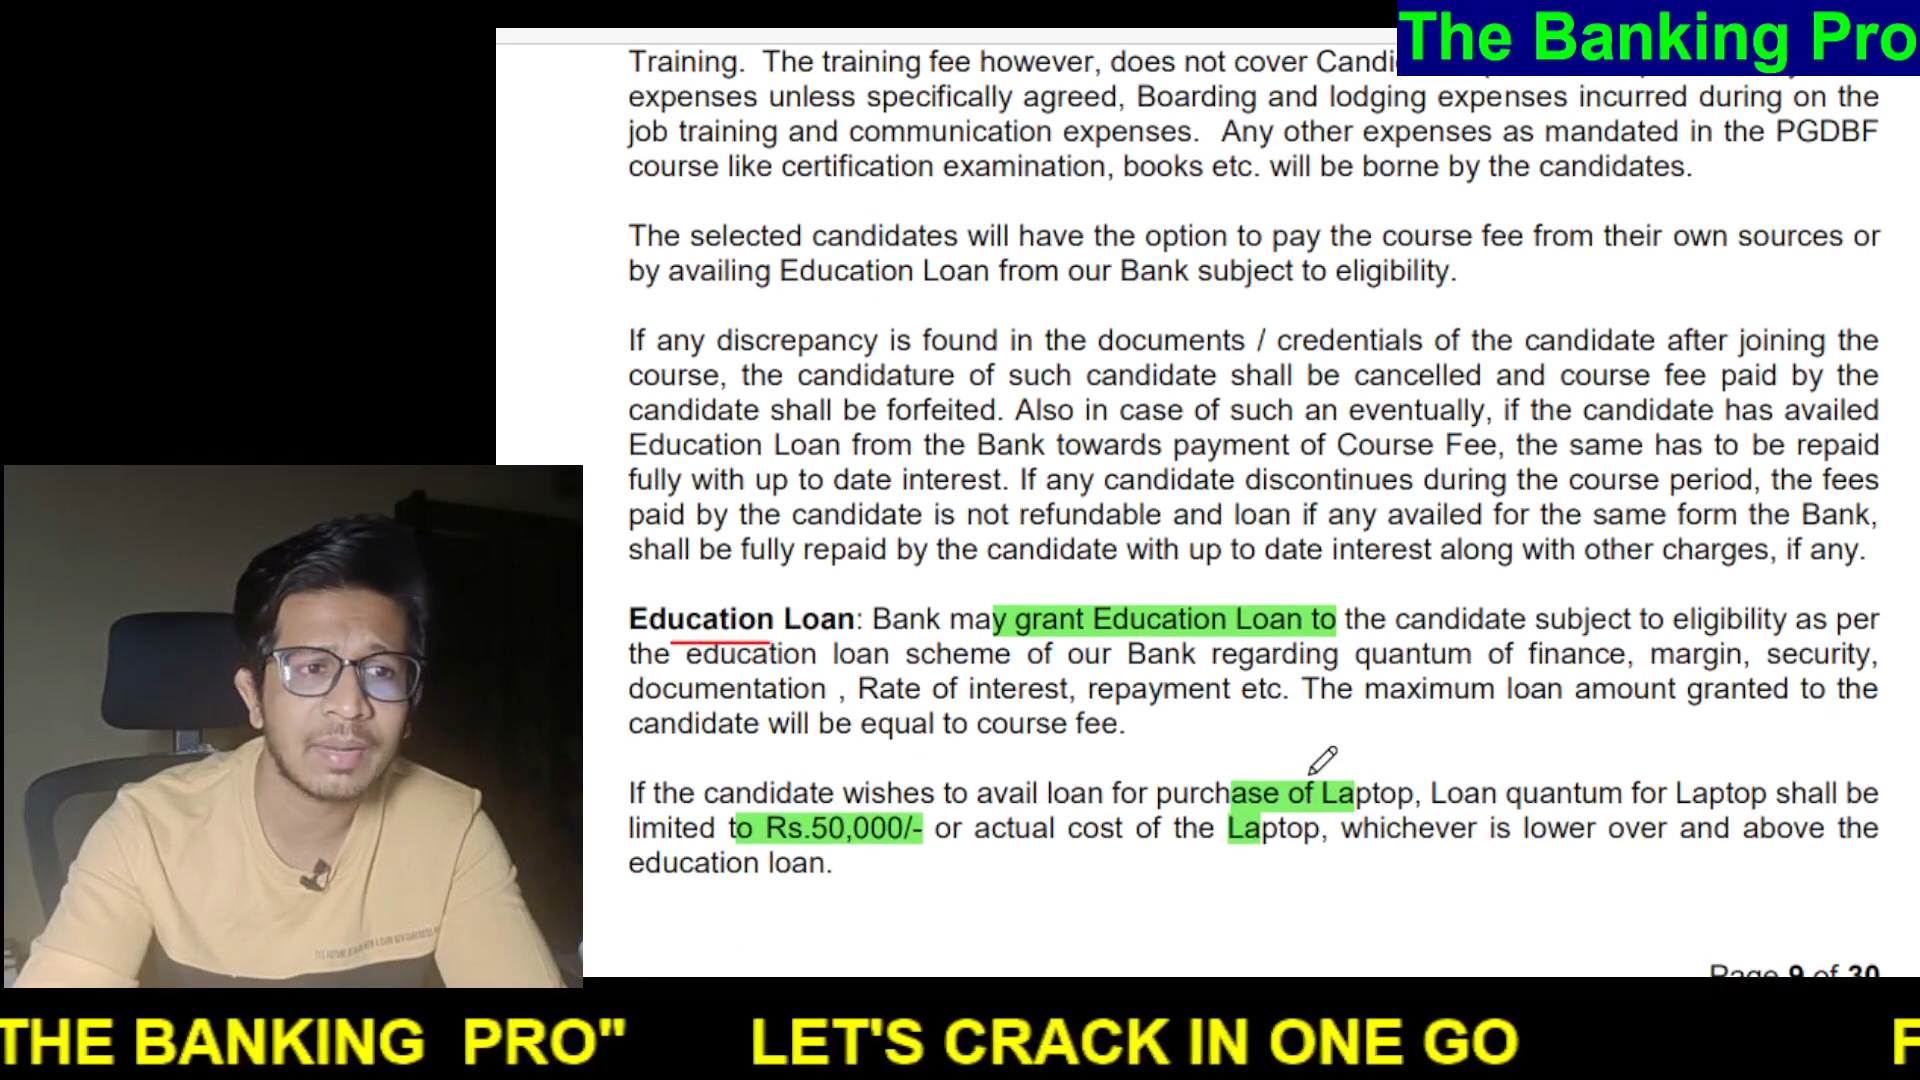 The Banking Pro
Training. The training fee however, does not cover
expenses unless specifically agreed, Boarding and lodging expenses incurred during on the
job training and communication expenses. Any other expenses as mandated in the PGDBF
course like certification examination, books etc. will be borne by the candidates.
The selected candidates will have the option to pay the course fee from their own sources or
by availing Education Loan from our Bank subject to eligibility.
If any discrepancy is found in the documents / credentials of the candidate after joining the
course, the candidature of such candidate shall be cancelled and course fee paid by the
candidate shall be forfeited. Also in case of such an eventually, if the candidate has availed
Education Loan from the Bank towards payment of Course Fee, the same has to be repaid
fully with up to date interest. If any candidate discontinues during the course period, the fees
paid by the candidate is not refundable and loan if any availed for the same form the Bank,
shall be fully repaid by the candidate with up to date interest along with other charges, if any.
Education Loan: Bank may grant Education Loan to the candidate subject to eligibility as per
the education loan scheme of our Bank regarding quantum of finance, margin, security,
documentation , Rate of interest, repayment etc. The maximum loan amount granted to the
candidate will be equal to course fee.
If the candidate wishes to avail loan for purchase of Laptop, Loan quantum for Laptop shall be
limited to Rs.50,000/- or actual cost of the Laptop, whichever is lower over and above the
education loan.
Page 9 of 30
THE BANKING PRO" LET'S CRACK IN ONE GO F